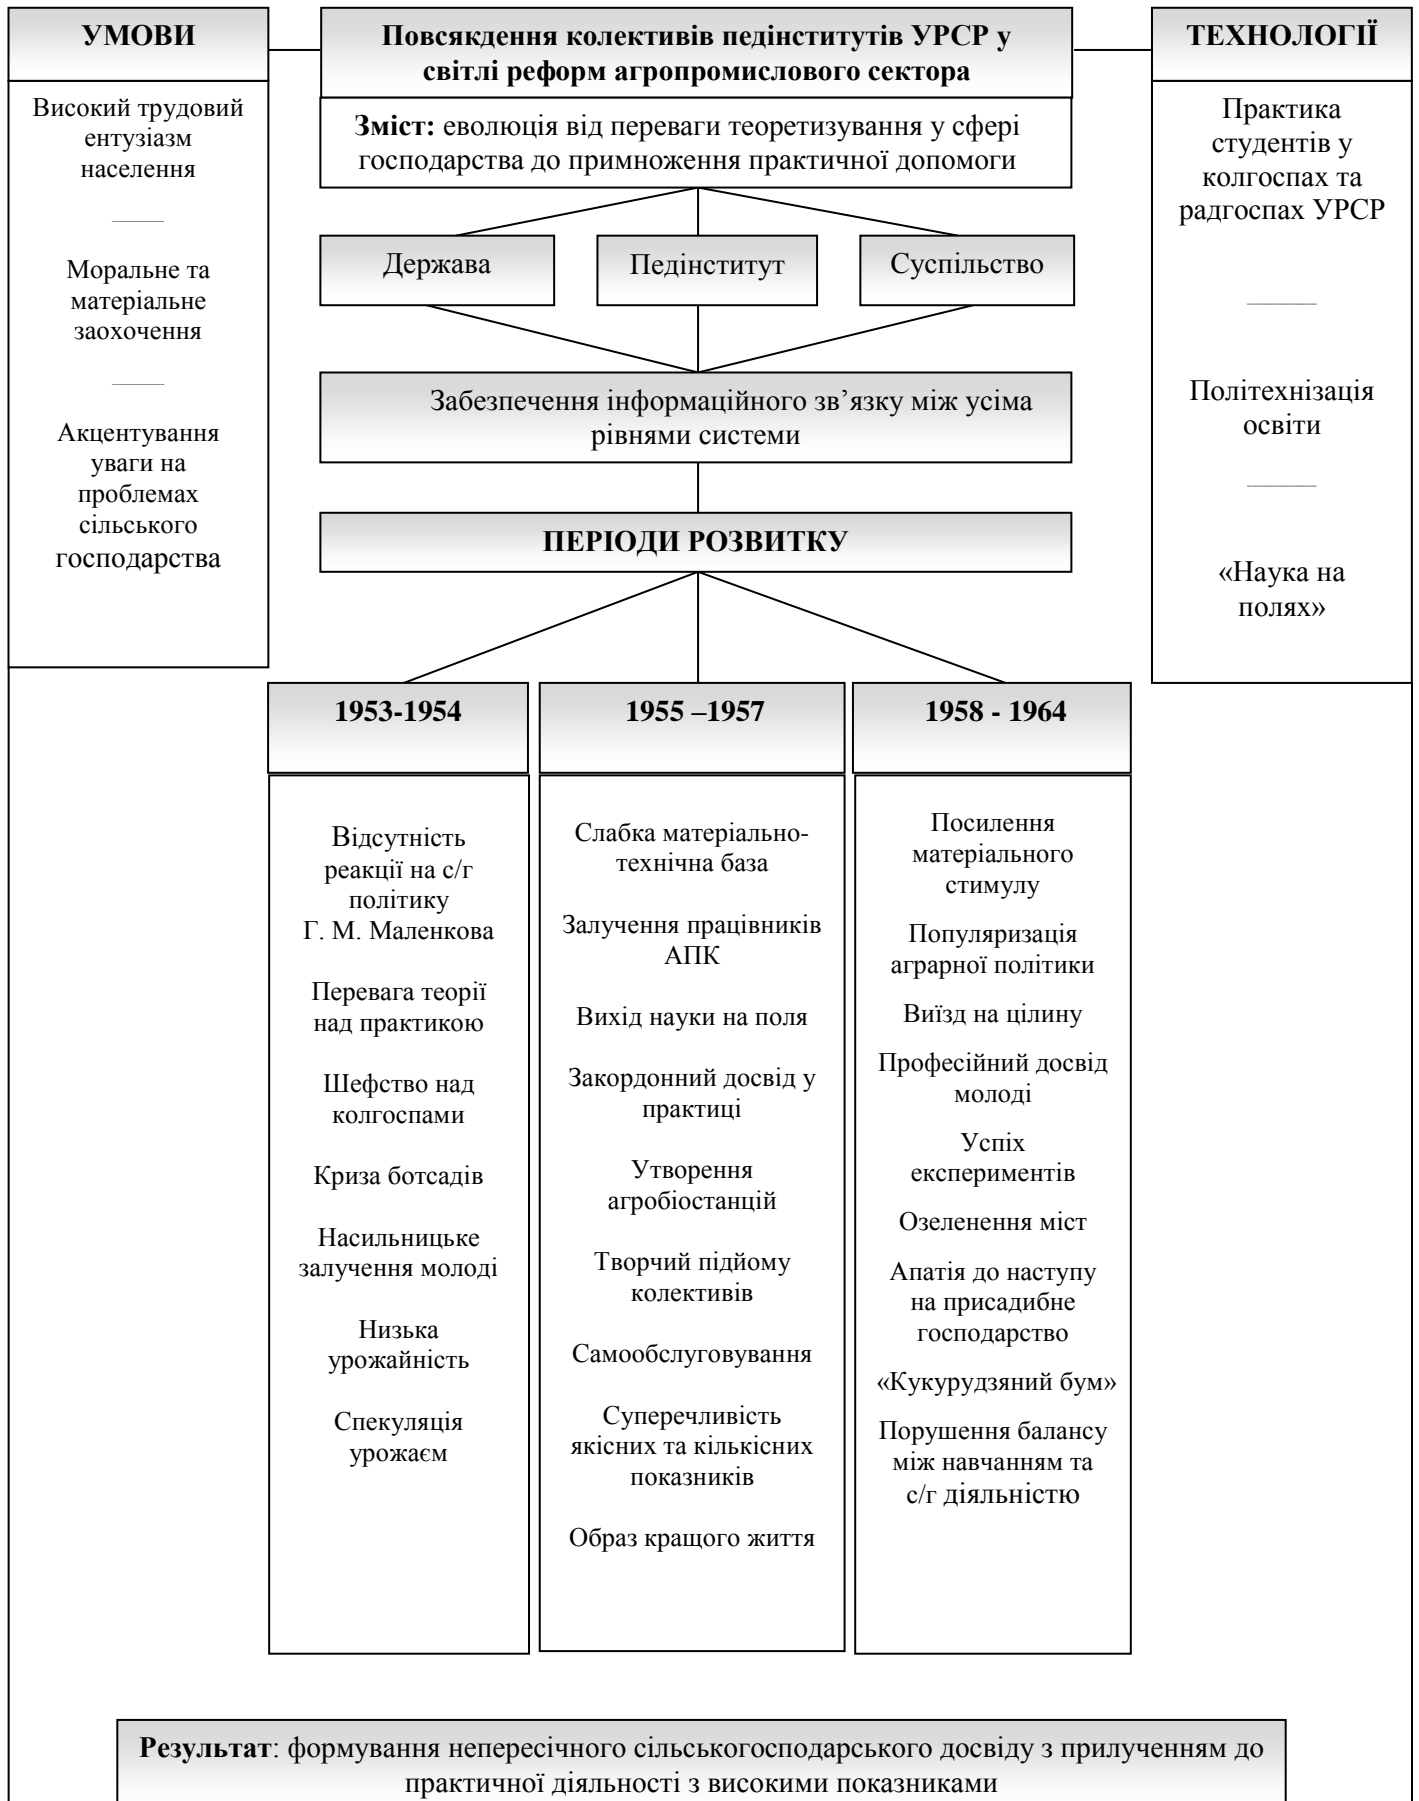 УМОВИ
Високий трудовий
ентузіазм
населення
Моральне та
матеріальне
заохочення
Акцентування
уваги на
проблемах
сільського
господарства
Повсякдення колективів педінститутів УРСР у
світлі реформ агропромислового сектора
Зміст: еволюція від переваги теоретизування у сфері
господарства до примноження практичної допомоги
Держава
Педінститут
Суспільство
Забезпечення інформаційного зв’язку між усіма
рівнями системи
ПЕРІОДИ РОЗВИТКУ
ТЕХНОЛОГІЇ
Практика
студентів у
колгоспах та
радгоспах УРСР
Політехнізація
освіти
«Наука на
полях»
1953-1954
Відсутність
реакції на с/г
політику
Г. М. Маленкова
Перевага теорії
над практикою
Шефство над
колгоспами
Криза ботсадів
Насильницьке
залучення молоді
Низька
урожайність
Спекуляція
урожаєм
1955 –1957
Слабка матеріально-
технічна база
Залучення працівників
АПК
Вихід науки на поля
Закордонний досвід у
практиці
Утворення
агробіостанцій
Творчий підйому
колективів
Самообслуговування
Суперечливість
якісних та кількісних
показників
Образ кращого життя
1958 - 1964
Посилення
матеріального
стимулу
Популяризація
аграрної політики
Виїзд на цілину
Професійний досвід
молоді
Успіх
експериментів
Озеленення міст
Апатія до наступу
на присадибне
господарство
«Кукурудзяний бум»
Порушення балансу
між навчанням та
с/г діяльністю
Результат: формування непересічного сільськогосподарського досвіду з прилученням до
практичної діяльності з високими показниками